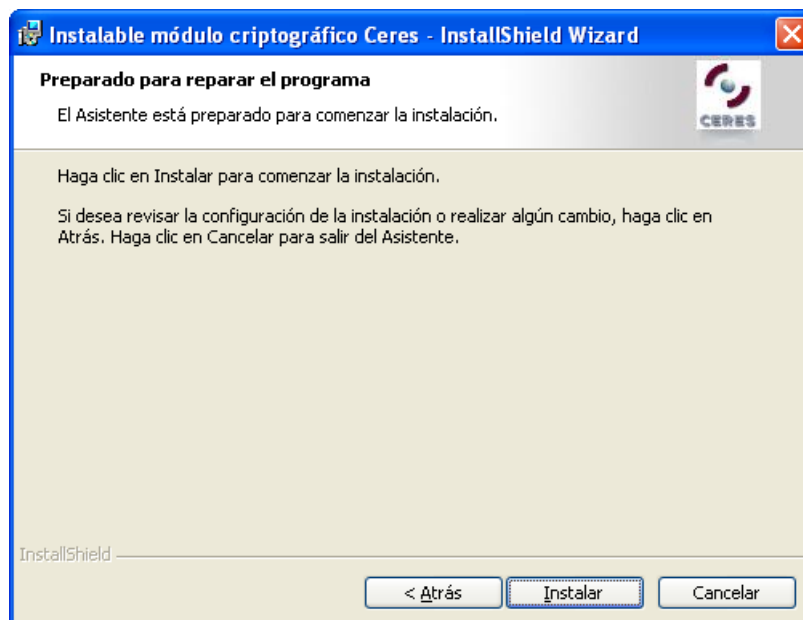 Instalable módulo criptográfico Ceres - InstallShield Wizard
Preparado para reparar el programa
El Asistente está preparado para comenzar la instalación.
CERES
Haga clic en Instalar para comenzar la instalación.
Si desea revisar la configuración de la instalación o realizar algún cambio, haga clic en
Atrás. Haga clic en Cancelar para salir del Asistente.
InstallShield
< Atrás
Instalar
Cancelar